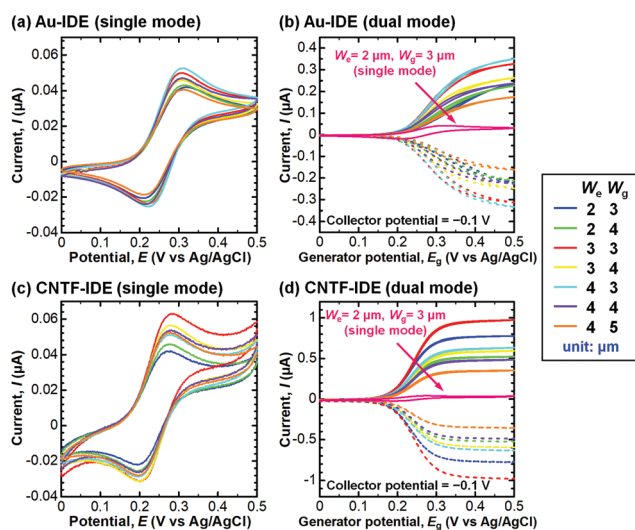 (a) Au-IDE (single mode)
0.06
0.04
0.02
0
-0.02
-0.04
Current, I (µA)
0 0.1 0.2 0.3 0.4 0.5
Potential, E (V vs Ag/AgCl)
(b) Au-IDE (dual mode)
0.4
0.3
0.2
0.1
0
-0.1
-0.2
-0.3
-0.4
Current, I (µA)
We= 2 µm, Wg= 3 µm
(single mode)
Collector potential = −0.1 V
0 0.1 0.2 0.3 0.4 0.5
Generator potential, Eg (V vs Ag/AgCl)
We Wg
2 3
2 4
3 3
3 4
4 3
4 4
4 5
unit: µm
(c) CNTF-IDE (single mode)
0.08
0.06
0.04
0.02
0
-0.02
-0.04
Current, I (µA)
0 0.1 0.2 0.3 0.4 0.5
Potential, E (V vs Ag/AgCl)
(d) CNTF-IDE (dual mode)
1
0.5
0
-0.5
-1
Current, I (µA)
We= 2 µm, Wg= 3 µm
(single mode)
Collector potential = −0.1 V
0 0.1 0.2 0.3 0.4 0.5
Generator potential, Eg (V vs Ag/AgCl)